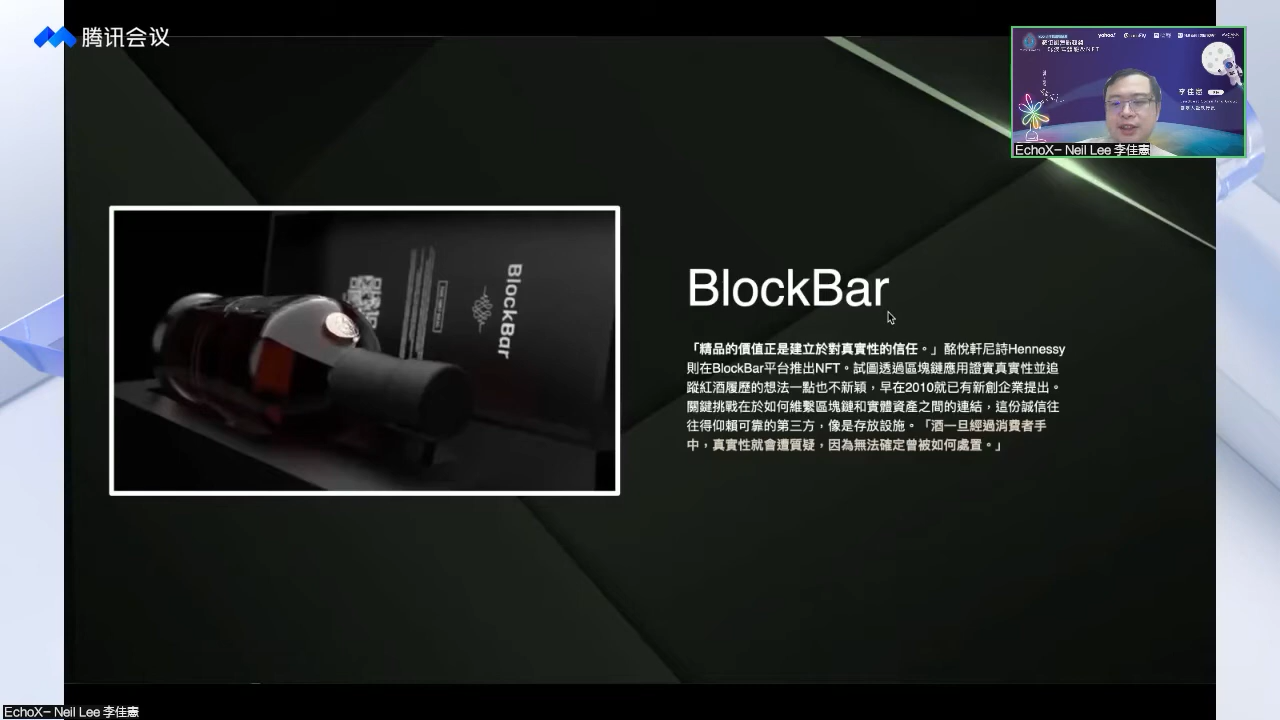 腾讯会议
yahoo!
李佳憲
EchoX- Neil Lee 李佳憲
BlockBar
BlockBar
「精品的價值正是建立於對真實性的信任。」酩悅軒尼詩Hennessy
則在BlockBar平台推出NFT。試圖透過區塊鏈應用證實真實性並追
蹤紅酒履歷的想法一點也不新穎，早在2010就已有新創企業提出。
關鍵挑戰在於如何維繫區塊鏈和實體資產之間的連結，這份誠信往
往得仰賴可靠的第三方，像是存放設施。「酒一旦經過消費者手
中，真實性就會遭質疑，因為無法確定曾被如何處置。」
EchoX- Neil Lee 李佳憲